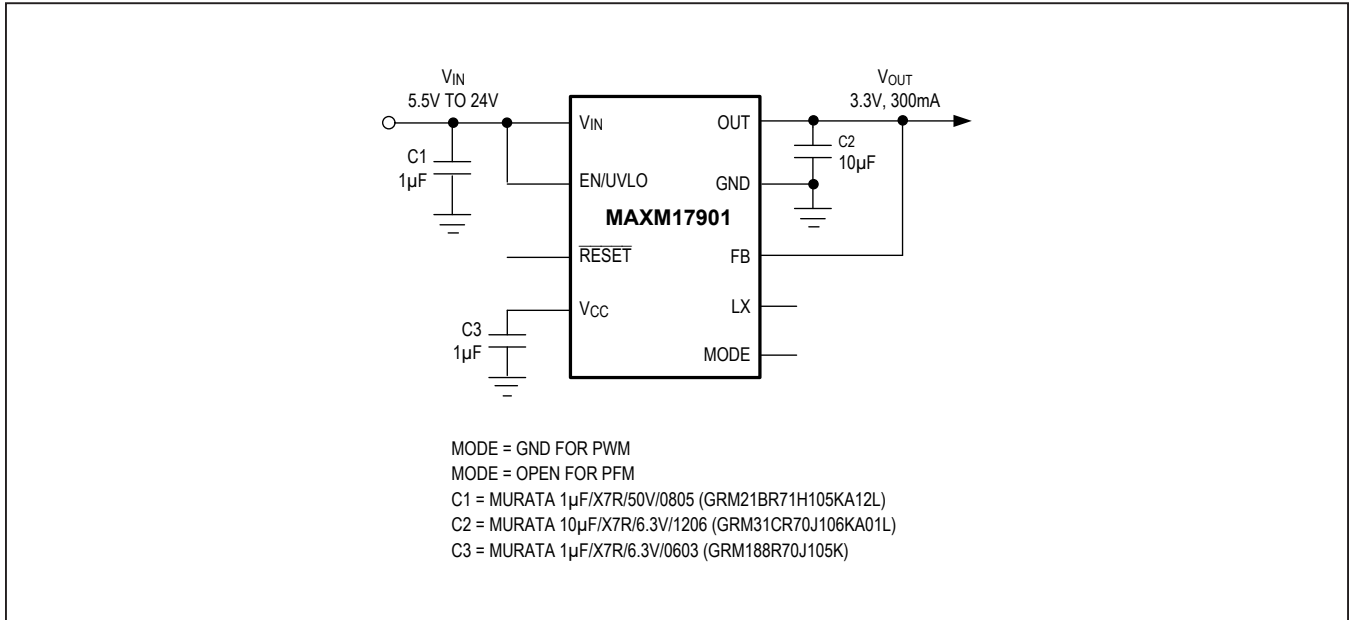 VIN
5.5V TO 24V
VOUT
3.3V, 300mA
VIN
OUT
C1
1µF
C2
10µF
EN/UVLO
GND
MAXM17901
RESET
FB
VCC
LX
C3
1µF
MODE
MODE = GND FOR PWM
MODE = OPEN FOR PFM
C1 = MURATA 1µF/X7R/50V/0805 (GRM21BR71H105KA12L)
C2 = MURATA 10µF/X7R/6.3V/1206 (GRM31CR70J106KA01L)
C3 = MURATA 1µF/X7R/6.3V/0603 (GRM188R70J105K)